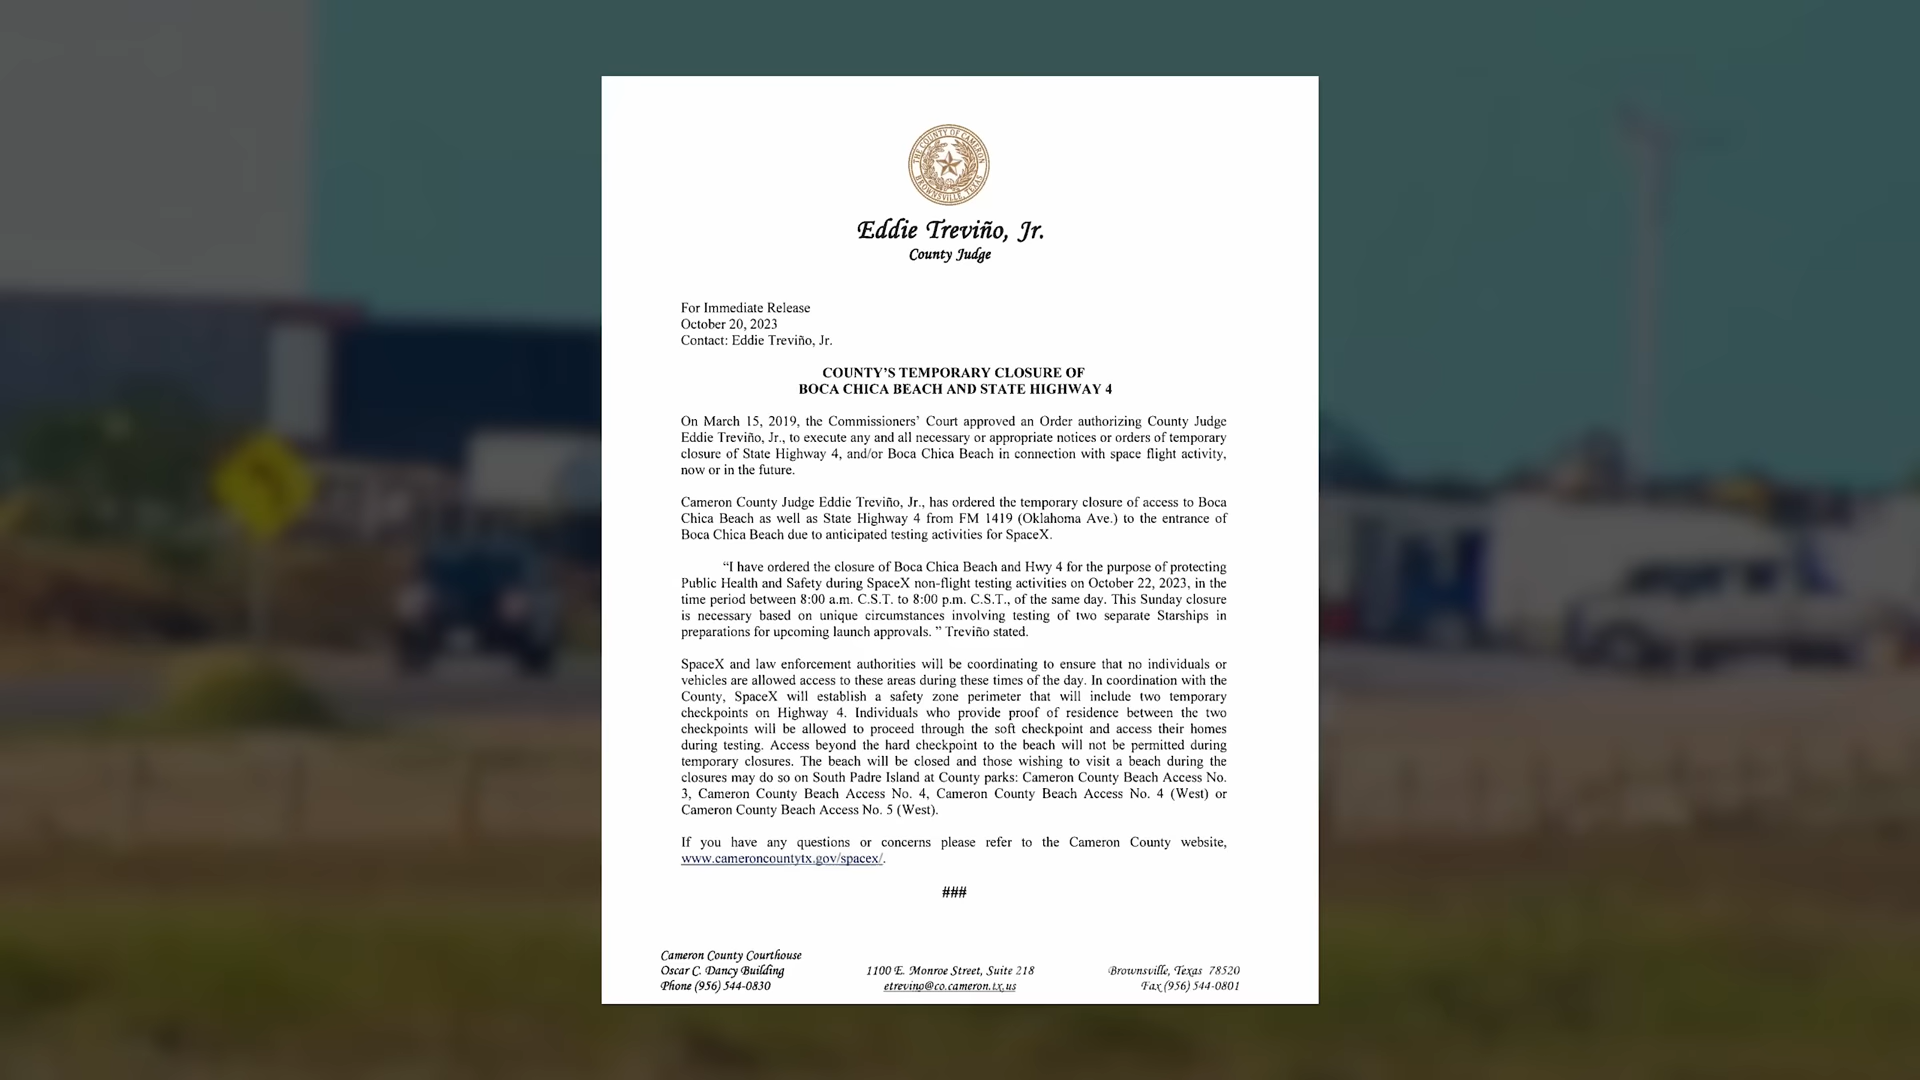 THE COUNTY OF CAMERON
BROWNSVILLE, TEXAS
Eddie Treviño, Jr.
County Judge
For Immediate Release
October 20, 2023
Contact: Eddie Treviño, Jr.
COUNTY'S TEMPORARY CLOSURE OF
BOCA CHICA BEACH AND STATE HIGHWAY 4
On March 15, 2019, the Commissioners' Court approved an Order authorizing County Judge
Eddie Treviño, Jr., to execute any and all necessary or appropriate notices or orders of temporary
closure of State Highway 4, and/or Boca Chica Beach in connection with space flight activity,
now or in the future.
Cameron County Judge Eddie Treviño, Jr., has ordered the temporary closure of access to Boca
Chica Beach as well as State Highway 4 from FM 1419 (Oklahoma Ave.) to the entrance of
Boca Chica Beach due to anticipated testing activities for SpaceX.
“I have ordered the closure of Boca Chica Beach and Hwy 4 for the purpose of protecting
Public Health and Safety during SpaceX non-flight testing activities on October 22, 2023, in the
time period between 8:00 a.m. C.S.T. to 8:00 p.m. C.S.T., of the same day. This Sunday closure
is necessary based on unique circumstances involving testing of two separate Starships in
preparations for upcoming launch approvals. ” Treviño stated.
SpaceX and law enforcement authorities will be coordinating to ensure that no individuals or
vehicles are allowed access to these areas during these times of the day. In coordination with the
County, SpaceX will establish a safety zone perimeter that will include two temporary
checkpoints on Highway 4. Individuals who provide proof of residence between the two
checkpoints will be allowed to proceed through the soft checkpoint and access their homes
during testing. Access beyond the hard checkpoint to the beach will not be permitted during
temporary closures. The beach will be closed and those wishing to visit a beach during the
closures may do so on South Padre Island at County parks: Cameron County Beach Access No.
3, Cameron County Beach Access No. 4, Cameron County Beach Access No. 4 (West) or
Cameron County Beach Access No. 5 (West).
If you have any questions or concerns please refer to the Cameron County website,
www.cameroncountytx.gov/spacex/.
###
Cameron County Courthouse
Oscar C. Dancy Building
Phone (956) 544-0830
1100 E. Monroe Street, Suite 218
etrevino@co.cameron.tx.us
Brownsville, Texas 78520
Fax (956) 544-0801